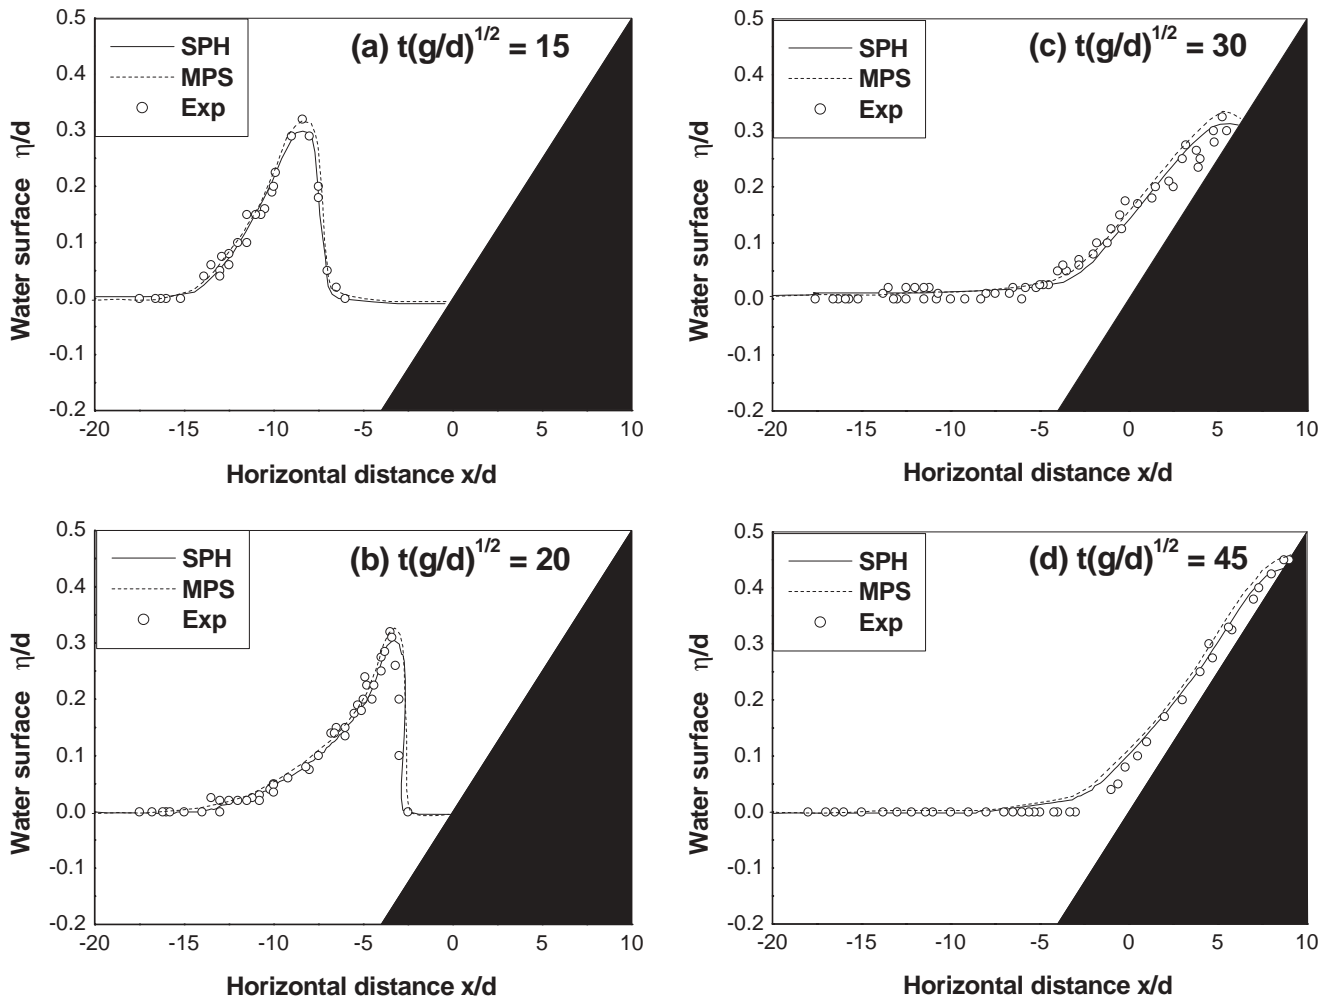 (a) t(g/d)^1/2 = 15
SPH
MPS
Exp
0.5
0.4
0.3
0.2
0.1
0.0
-0.1
-0.2
Water surface η/d
-20 -15 -10 -5 0 5 10
Horizontal distance x/d
(c) t(g/d)^1/2 = 30
SPH
MPS
Exp
0.5
0.4
0.3
0.2
0.1
0.0
-0.1
-0.2
Water surface η/d
-20 -15 -10 -5 0 5 10
Horizontal distance x/d
(b) t(g/d)^1/2 = 20
SPH
MPS
Exp
0.5
0.4
0.3
0.2
0.1
0.0
-0.1
-0.2
Water surface η/d
-20 -15 -10 -5 0 5 10
Horizontal distance x/d
(d) t(g/d)^1/2 = 45
SPH
MPS
Exp
0.5
0.4
0.3
0.2
0.1
0.0
-0.1
-0.2
Water surface η/d
-20 -15 -10 -5 0 5 10
Horizontal distance x/d